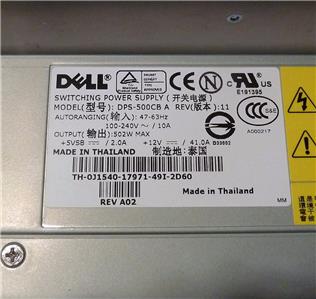 DELL
E191395
SWITCHING POWER SUPPLY (开关电源)
MODEL(型号): DPS-500CB A REV(版本):11
AUTORANGING(输入): 47-63Hz
100-240V~ / 10A
OUTPUT(输出):502W MAX
+5VSB ⎓/ 2.0A +12V ⎓/ 41.0A B33652
A000217
MADE IN THAILAND 制造地:泰国
TH-0J1540-17971-49I-2D60
REV A02
Made in Thailand
MM